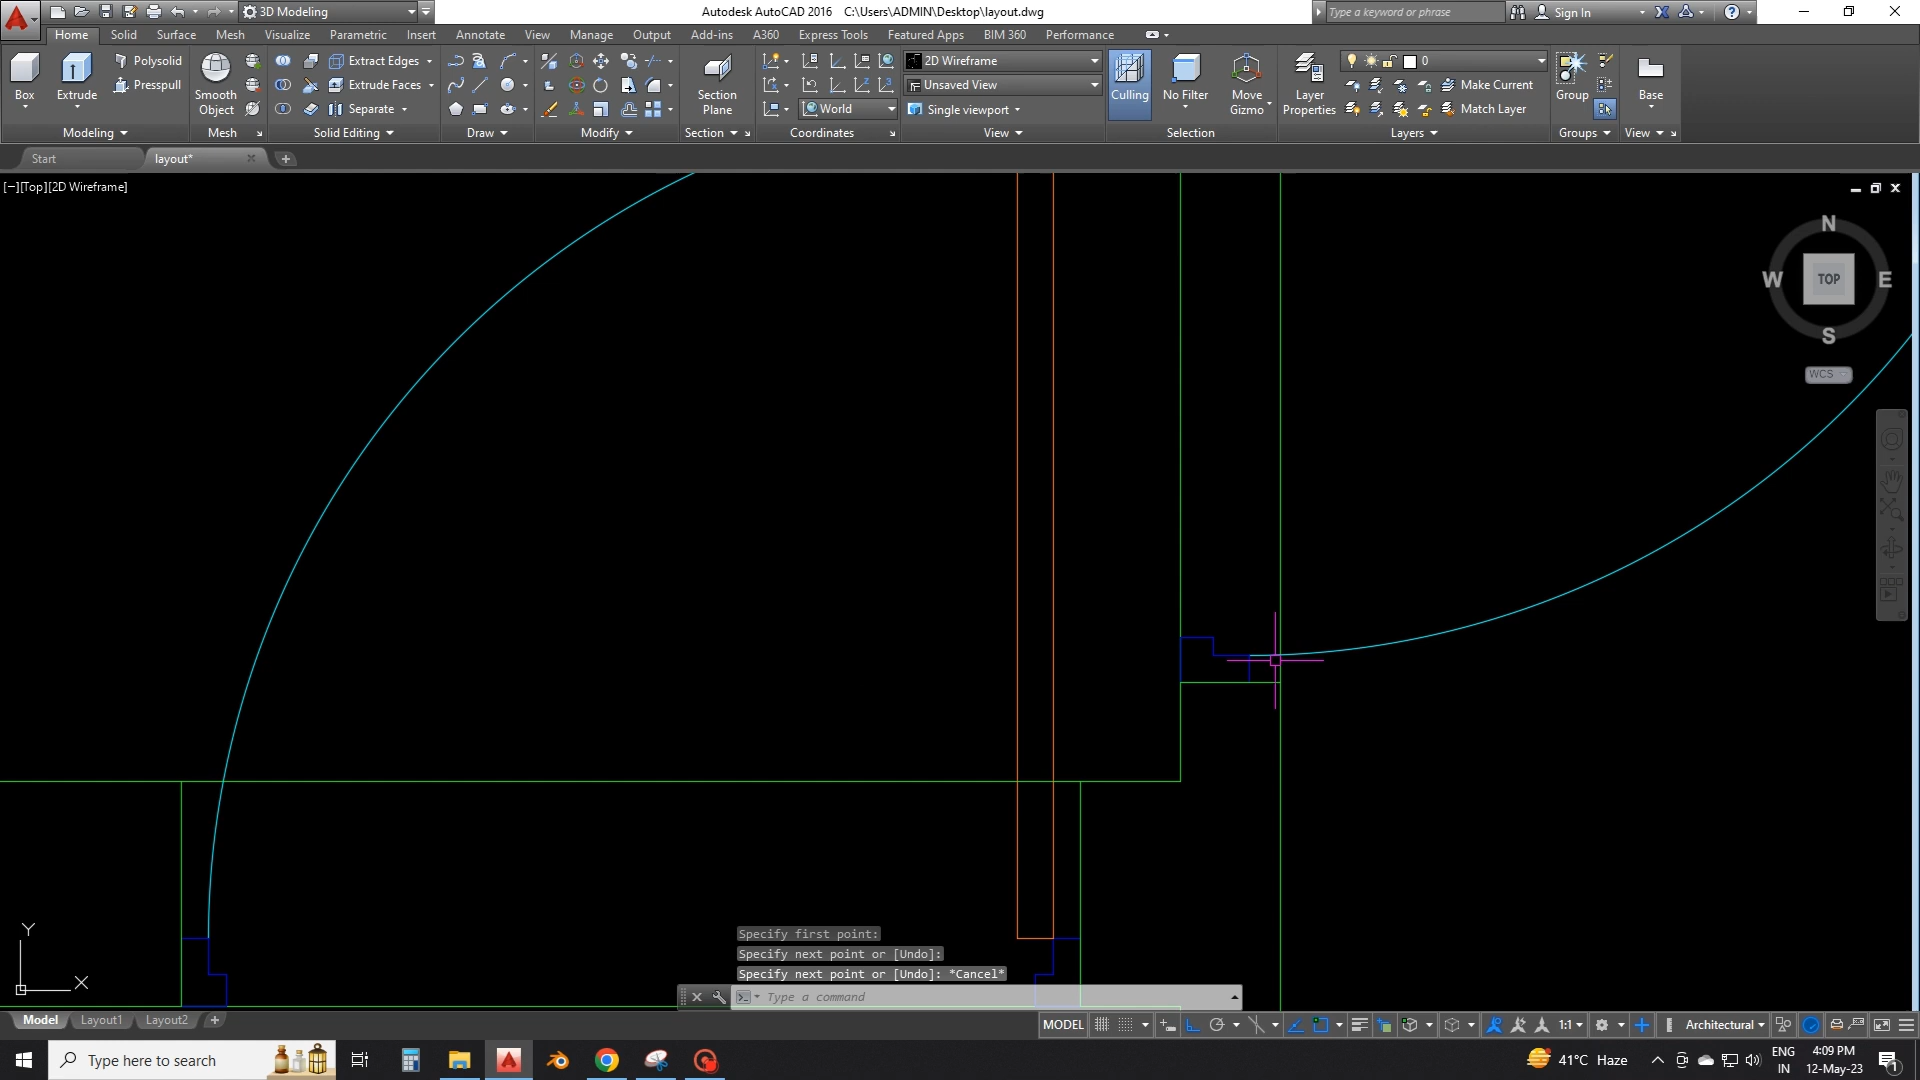 3D Modeling
Autodesk AutoCAD 2016 C:\Users\ADMIN\Desktop\layout.dwg
Type a keyword or phrase
Sign In
Home Solid Surface Mesh Visualize Parametric Insert Annotate View Manage Output Add-ins A360 Express Tools Featured Apps BIM 360 Performance
Box
Extrude
Polysolid
Presspull
Smooth
Object
Extract Edges
Extrude Faces
Separate
Section
Plane
World
2D Wireframe
Unsaved View
Single viewport
Culling
No Filter
Move
Gizmo
Layer
Properties
0
Make Current
Match Layer
Group
Base
Modeling Mesh Solid Editing Draw Modify Section Coordinates View Selection Layers Groups View
Start
layout*
[−][Top][2D Wireframe]
N
W TOP E
S
WCS
Y
X
Specify first point:
Specify next point or [Undo]:
Specify next point or [Undo]: *Cancel*
Type a command
Model Layout1 Layout2
MODEL
1:1
Architectural
Type here to search
41°C Haze
ENG
IN
4:09 PM
12-May-23
1